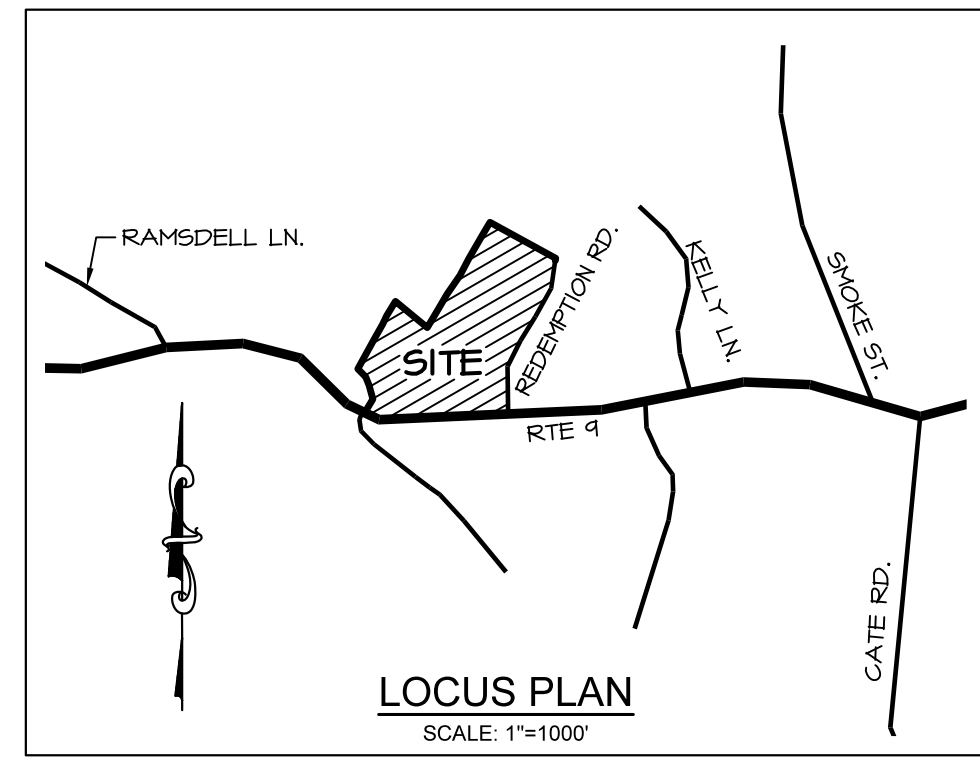 RAMSDELL LN.
REDEMPTION RD.
KELLY LN.
SMOKE ST.
SITE
RTE 9
CATE RD.
LOCUS PLAN
SCALE: 1"=1000'